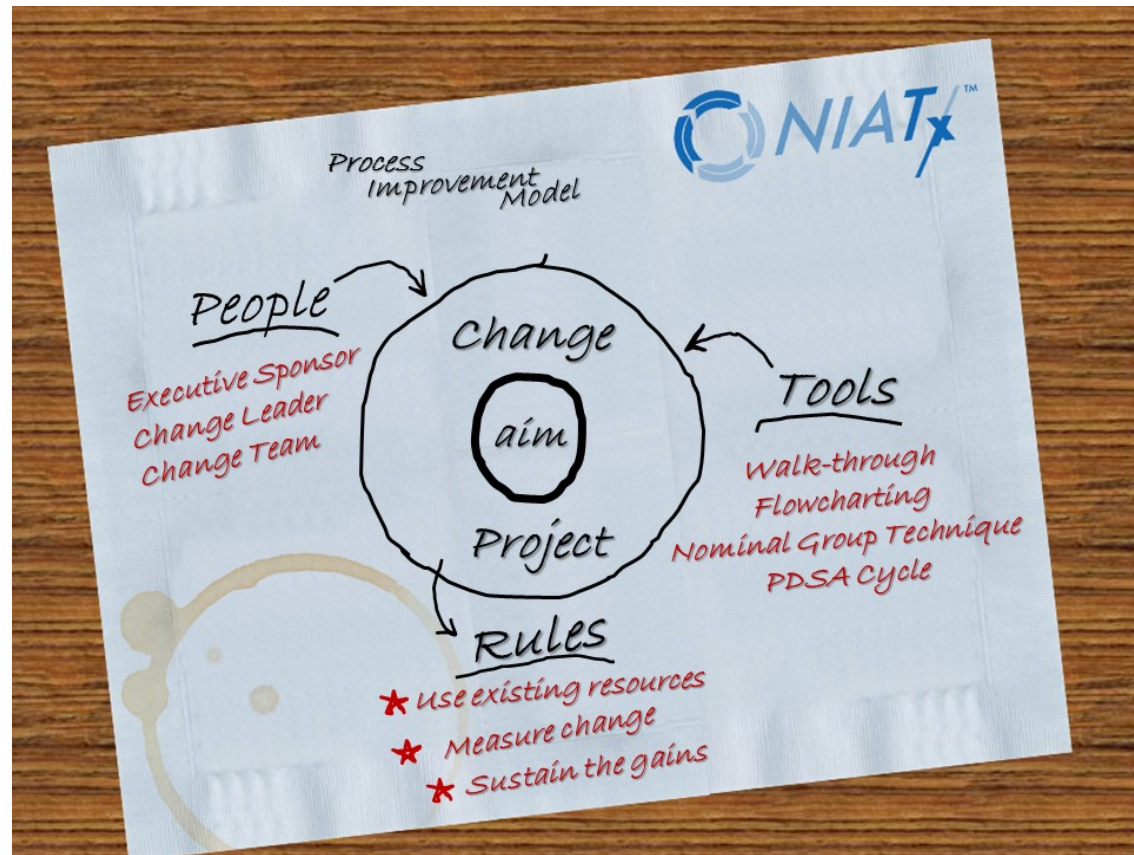 NIATx™
Process
Improvement
Model
People
Executive Sponsor
Change Leader
Change Team
Change
aim
Project
Tools
Walk-through
Flowcharting
Nominal Group Technique
PDSA Cycle
Rules
Use existing resources
Measure change
Sustain the gains